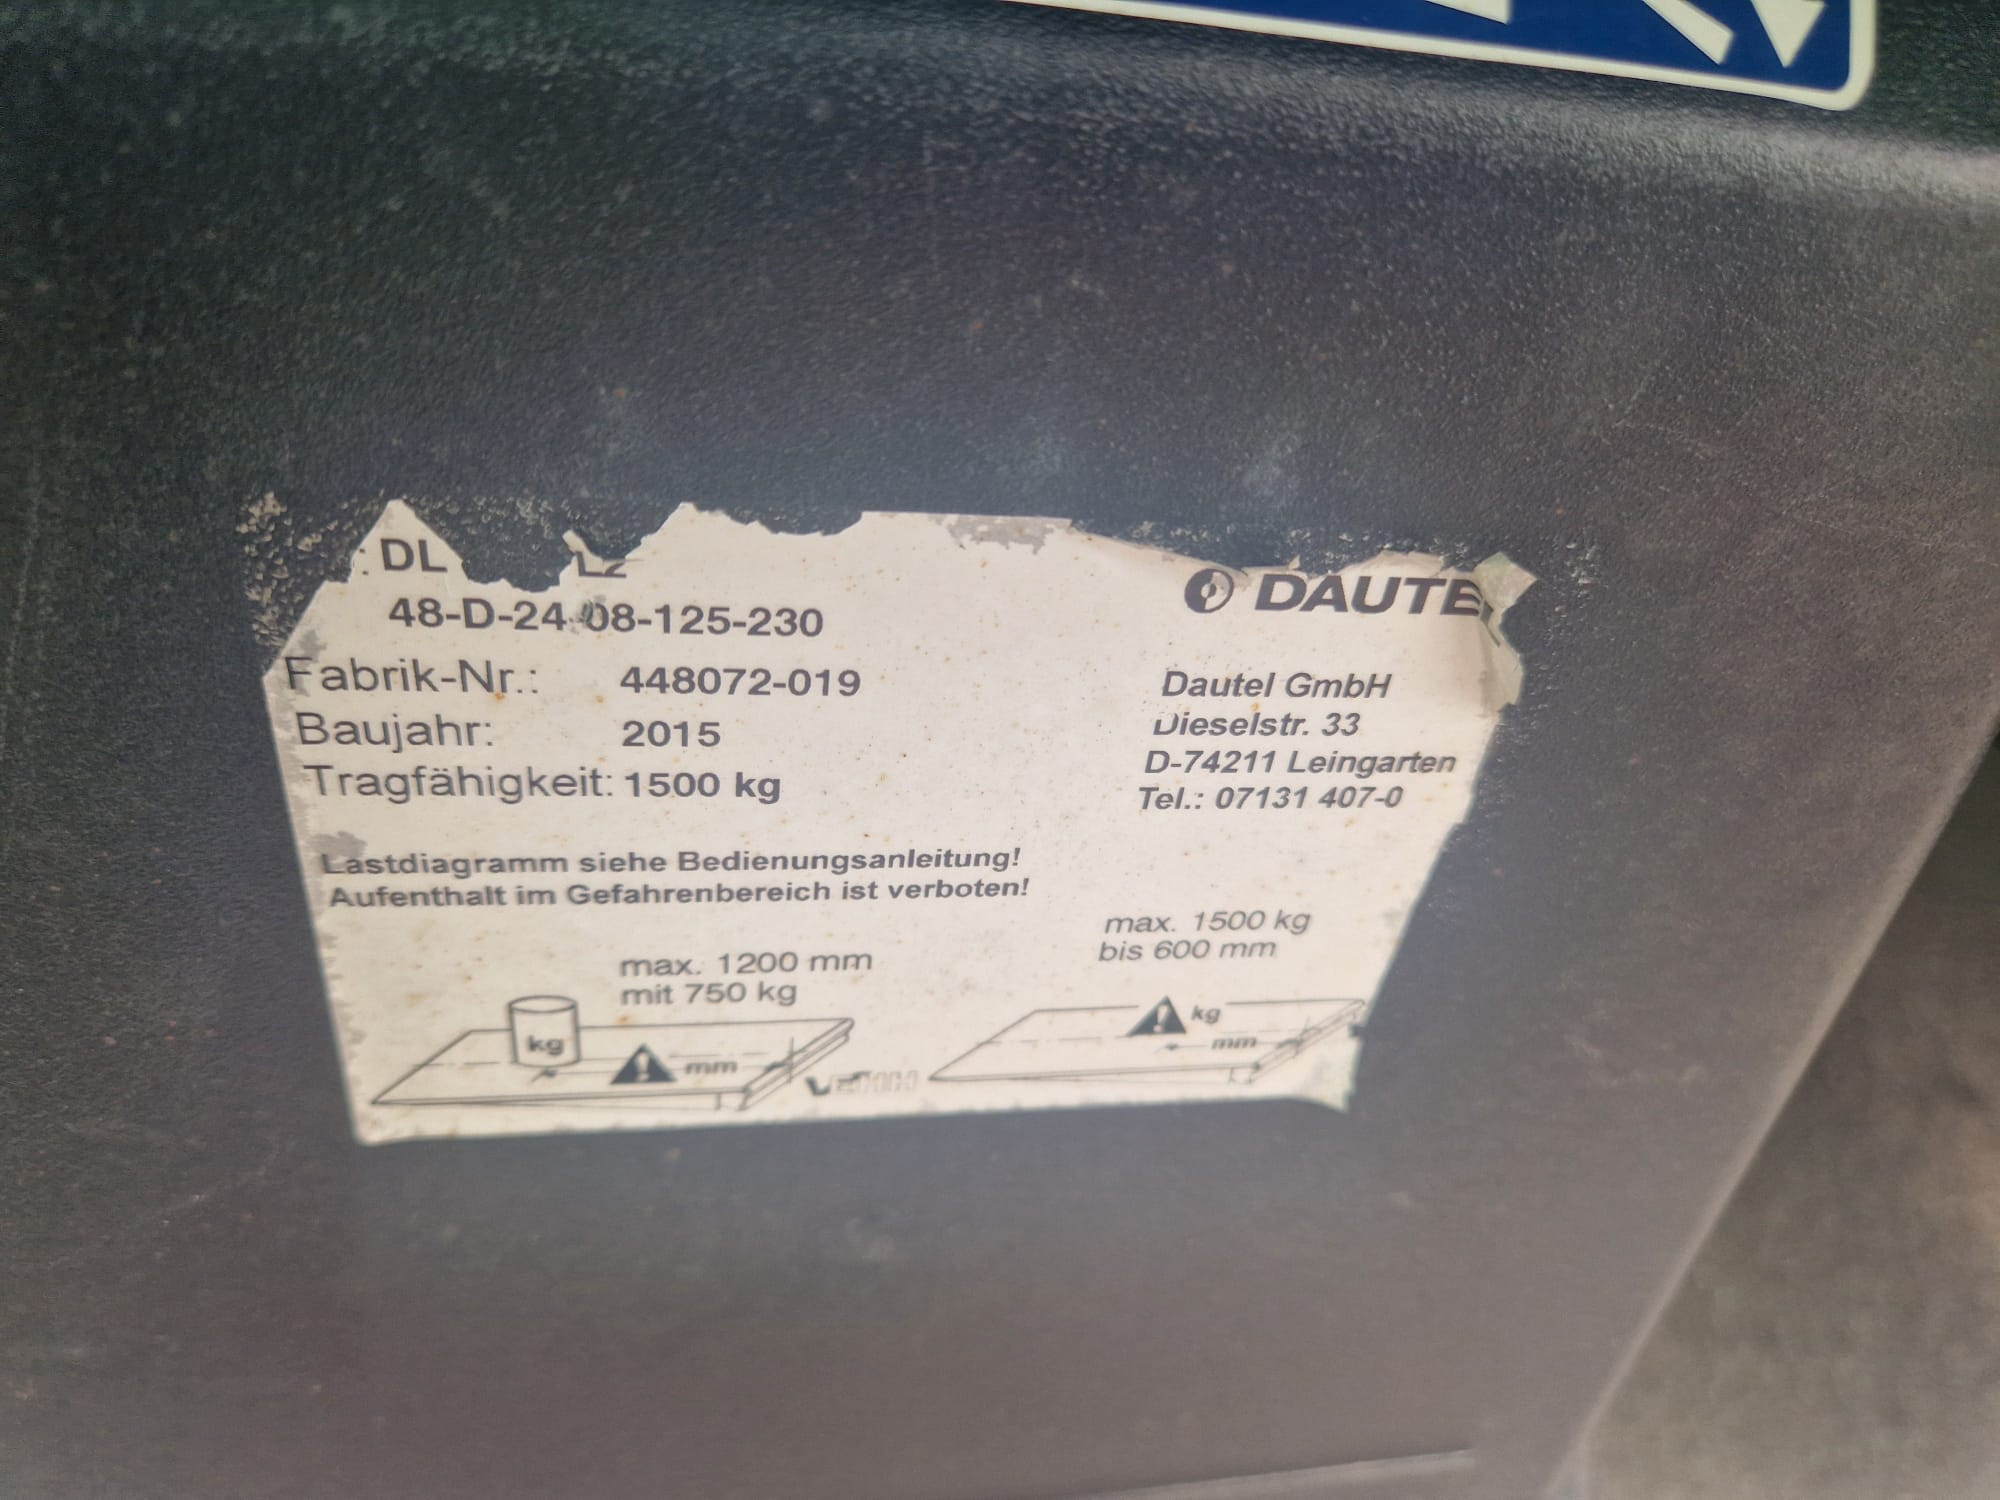 : DL
48-D-24-08-125-230
Fabrik-Nr.: 448072-019
Baujahr: 2015
Tragfähigkeit: 1500 kg
DAUTE
Dautel GmbH
Dieselstr. 33
D-74211 Leingarten
Tel.: 07131 407-0
Lastdiagramm siehe Bedienungsanleitung!
Aufenthalt im Gefahrenbereich ist verboten!
max. 1200 mm
mit 750 kg
kg
mm
max. 1500 kg
bis 600 mm
kg
mm